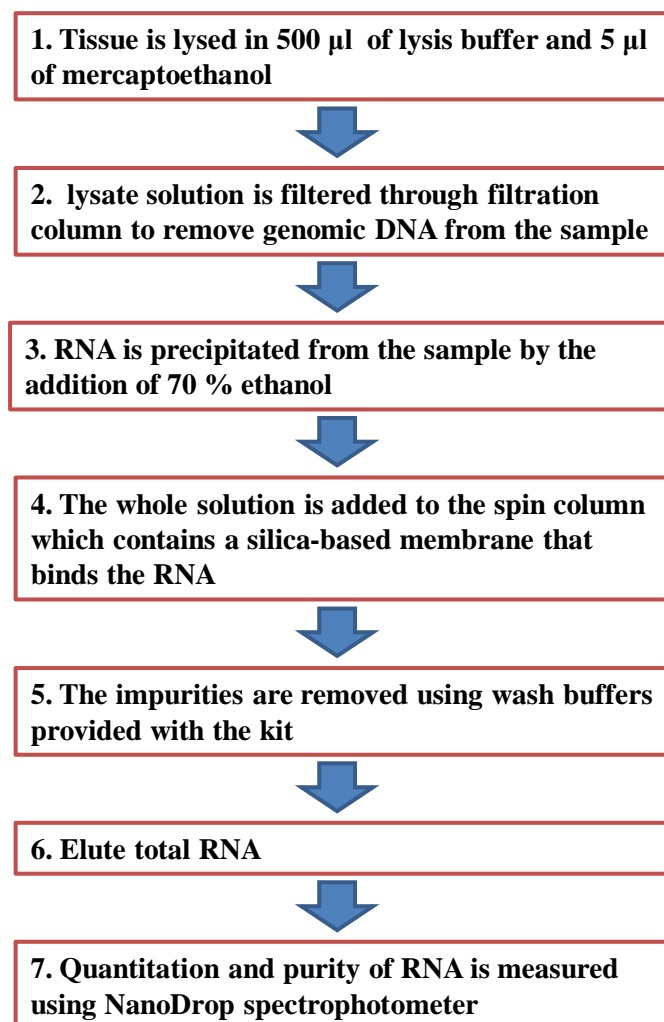 1. Tissue is lysed in 500 µl of lysis buffer and 5 µl
of mercaptoethanol
2. lysate solution is filtered through filtration
column to remove genomic DNA from the sample
3. RNA is precipitated from the sample by the
addition of 70 % ethanol
4. The whole solution is added to the spin column
which contains a silica-based membrane that
binds the RNA
5. The impurities are removed using wash buffers
provided with the kit
6. Elute total RNA
7. Quantitation and purity of RNA is measured
using NanoDrop spectrophotometer